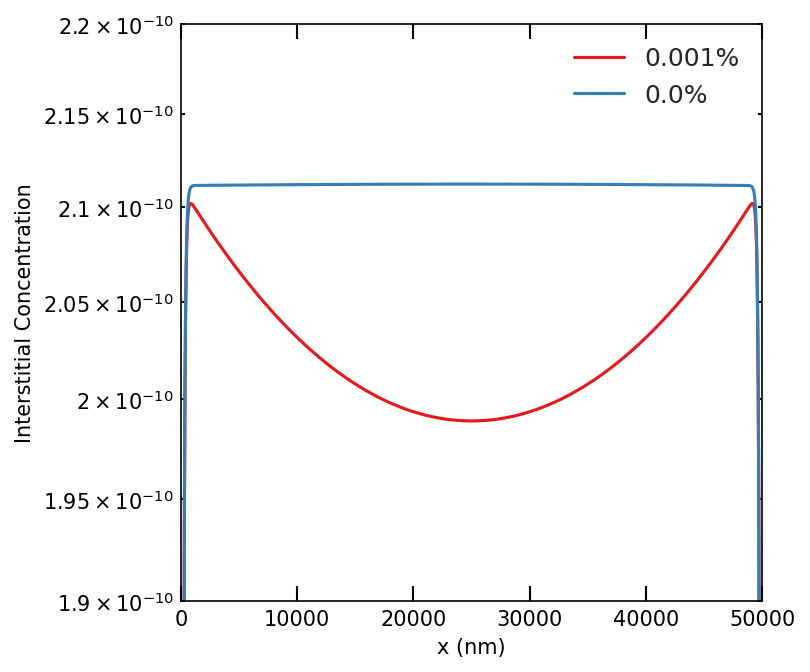 2.2 × 10⁻¹⁰
0.001%
0.0%
2.15 × 10⁻¹⁰
2.1 × 10⁻¹⁰
2.05 × 10⁻¹⁰
2 × 10⁻¹⁰
1.95 × 10⁻¹⁰
1.9 × 10⁻¹⁰
Interstitial Concentration
0 10000 20000 30000 40000 50000
x (nm)